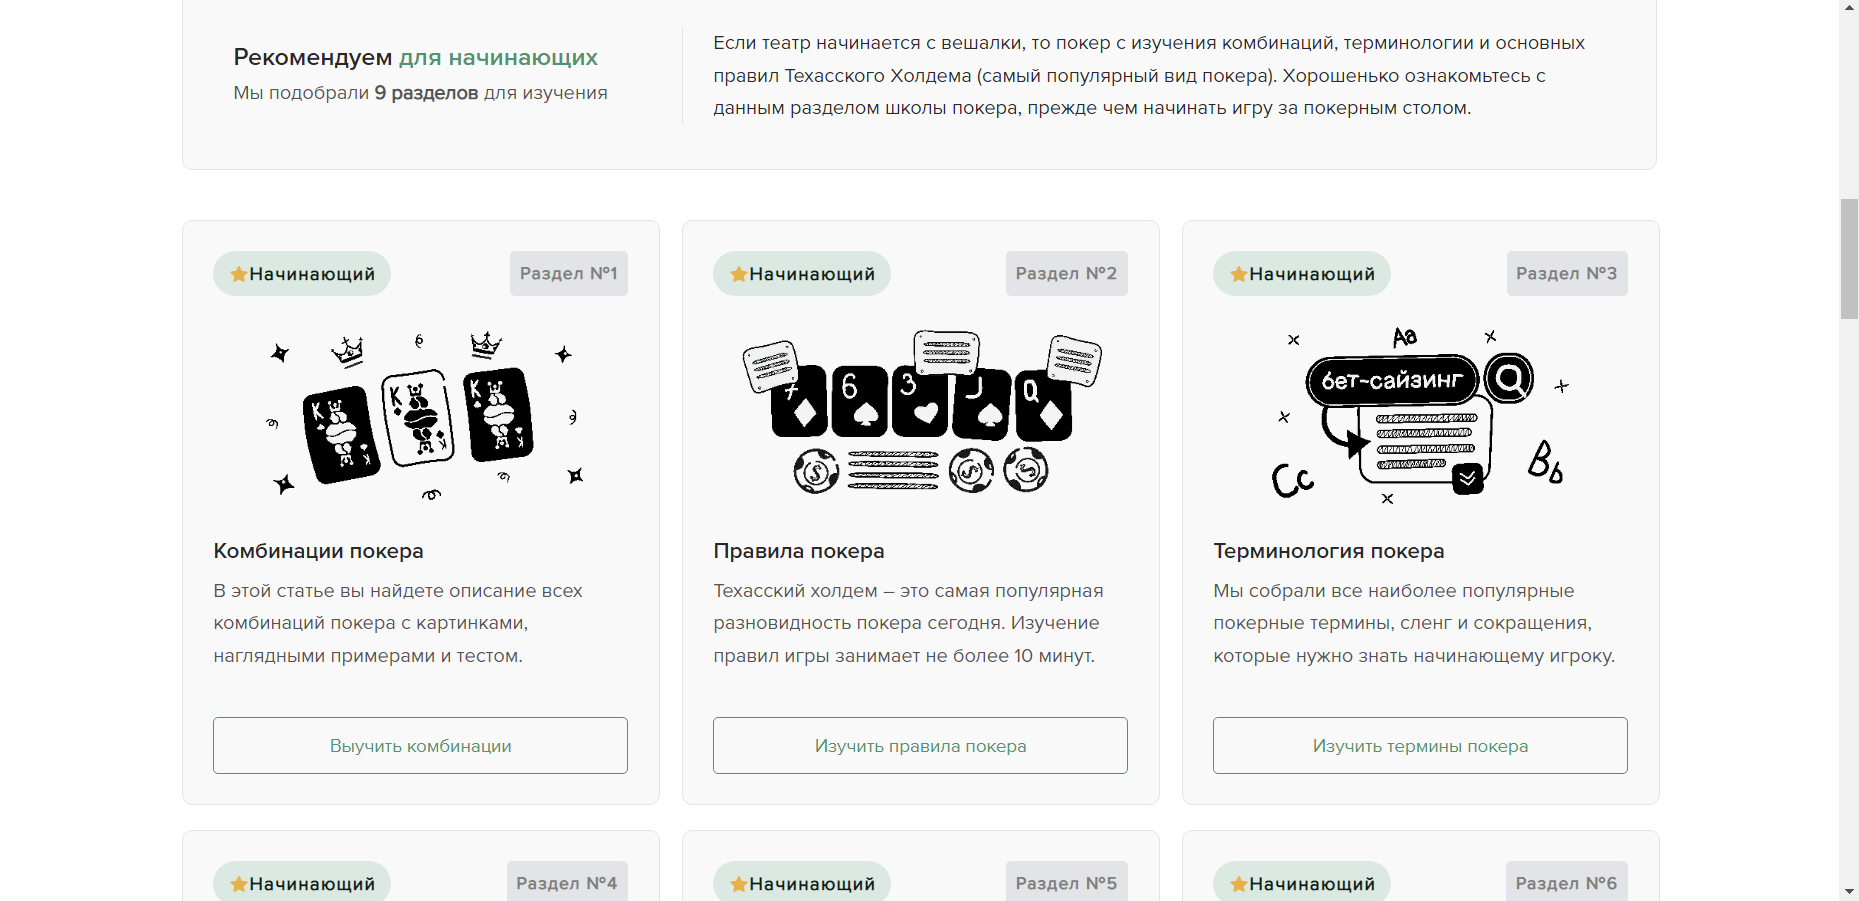 Рекомендуем для начинающих
Мы подобрали 9 разделов для изучения
Если театр начинается с вешалки, то покер с изучения комбинаций, терминологии и основных
правил Техасского Холдема (самый популярный вид покера). Хорошенько ознакомьтесь с
данным разделом школы покера, прежде чем начинать игру за покерным столом.
Начинающий
Раздел №1
K K K
Комбинации покера
В этой статье вы найдете описание всех
комбинаций покера с картинками,
наглядными примерами и тестом.
Выучить комбинации
Начинающий
Раздел №2
7 6 3 J Q
Правила покера
Техасский холдем – это самая популярная
разновидность покера сегодня. Изучение
правил игры занимает не более 10 минут.
Изучить правила покера
Начинающий
Раздел №3
Aa
бет-сайзинг
Bb
Cc
Терминология покера
Мы собрали все наиболее популярные
покерные термины, сленг и сокращения,
которые нужно знать начинающему игроку.
Изучить термины покера
Начинающий
Раздел №4
Начинающий
Раздел №5
Начинающий
Раздел №6